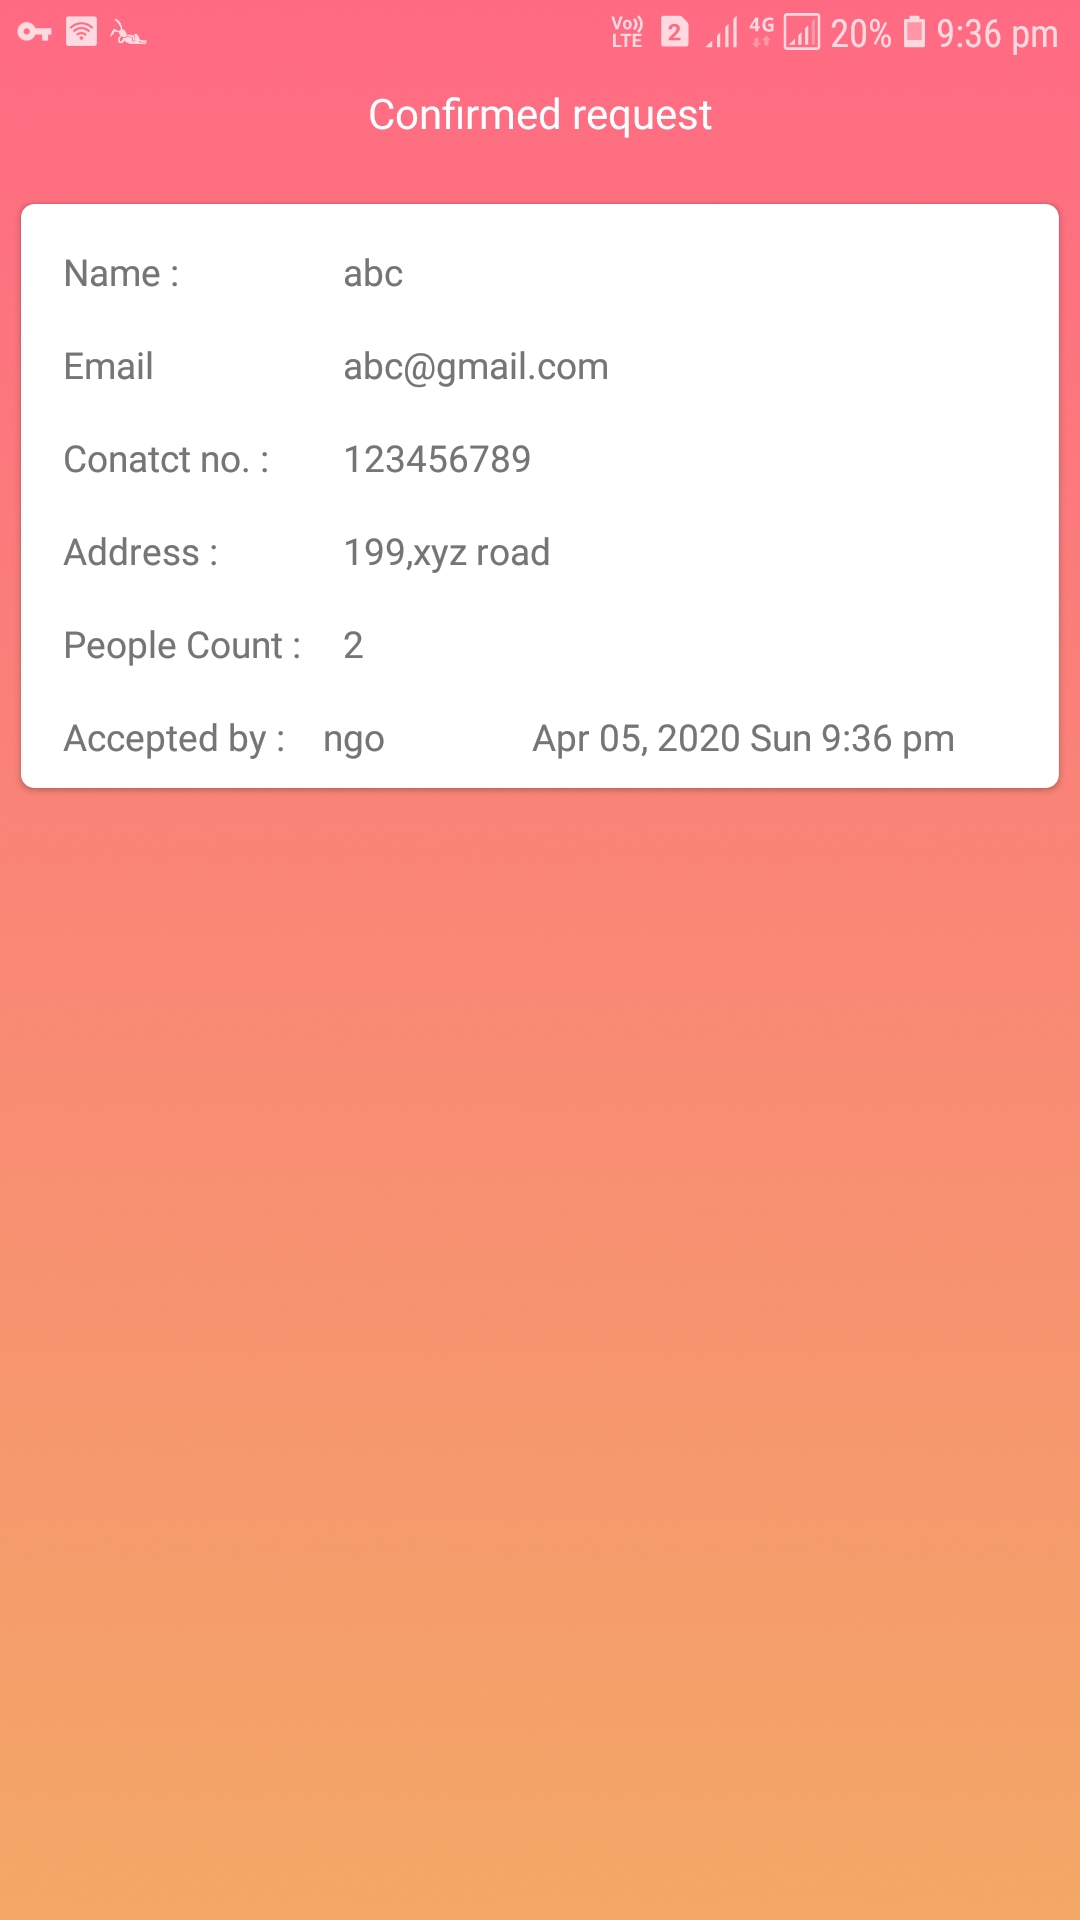 Vo)) LTE 2 4G 20% 9:36 pm
Confirmed request
Name : abc
Email abc@gmail.com
Conatct no. : 123456789
Address : 199,xyz road
People Count : 2
Accepted by : ngo Apr 05, 2020 Sun 9:36 pm